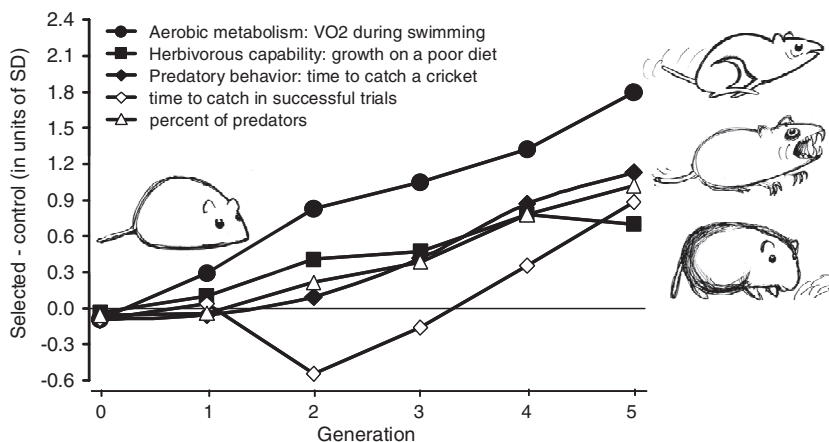 2.4
2.1
1.8
1.5
1.2
0.9
0.6
0.3
0.0
-0.3
-0.6
Selected - control (in units of SD)
Aerobic metabolism: VO2 during swimming
Herbivorous capability: growth on a poor diet
Predatory behavior: time to catch a cricket
time to catch in successful trials
percent of predators
0 1 2 3 4 5
Generation